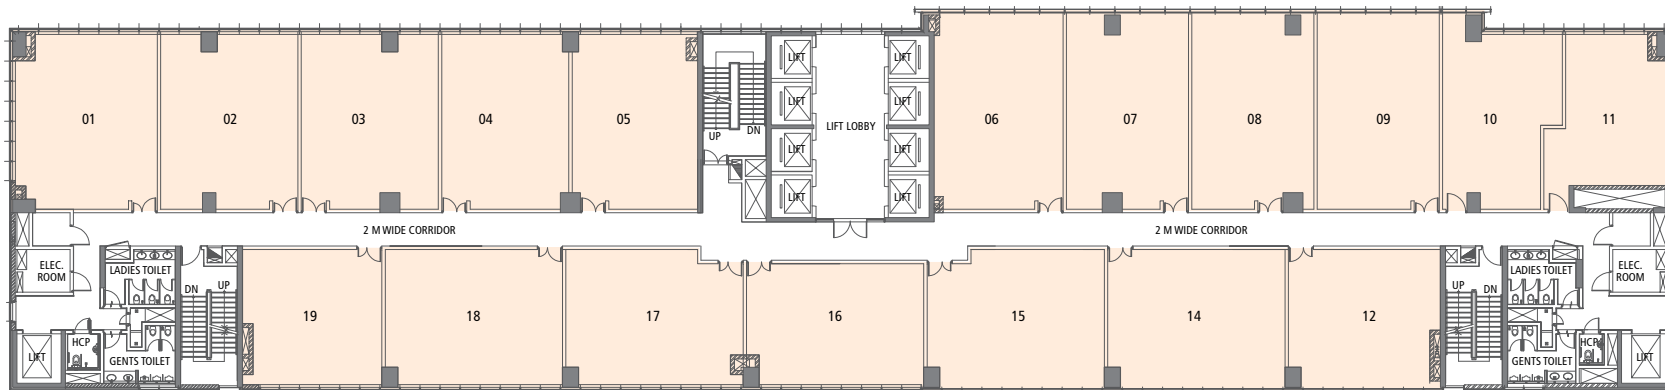 01
02
03
04
05
UP
DN
LIFT
LIFT
LIFT
LIFT
LIFT LOBBY
LIFT
LIFT
LIFT
LIFT
06
07
08
09
10
11
2 M WIDE CORRIDOR
2 M WIDE CORRIDOR
ELEC.
ROOM
LADIES TOILET
DN
UP
HCP
LIFT
GENTS TOILET
19
18
17
16
15
14
12
UP
DN
LADIES TOILET
ELEC.
ROOM
HCP
GENTS TOILET
LIFT